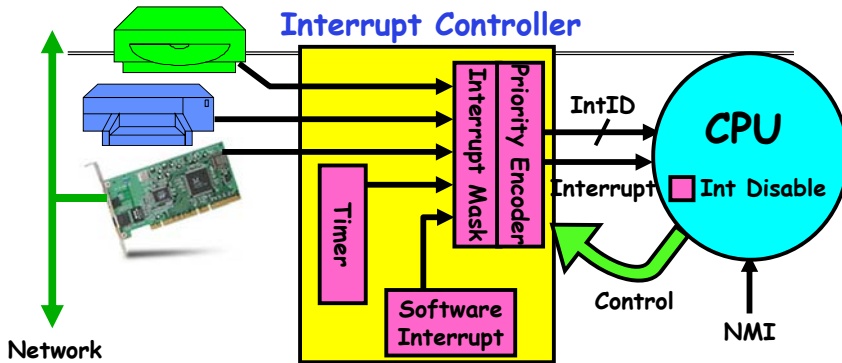 Interrupt Controller
Interrupt Mask
Priority Encoder
IntID
CPU
Interrupt
Int Disable
Timer
Software
Interrupt
Control
NMI
Network